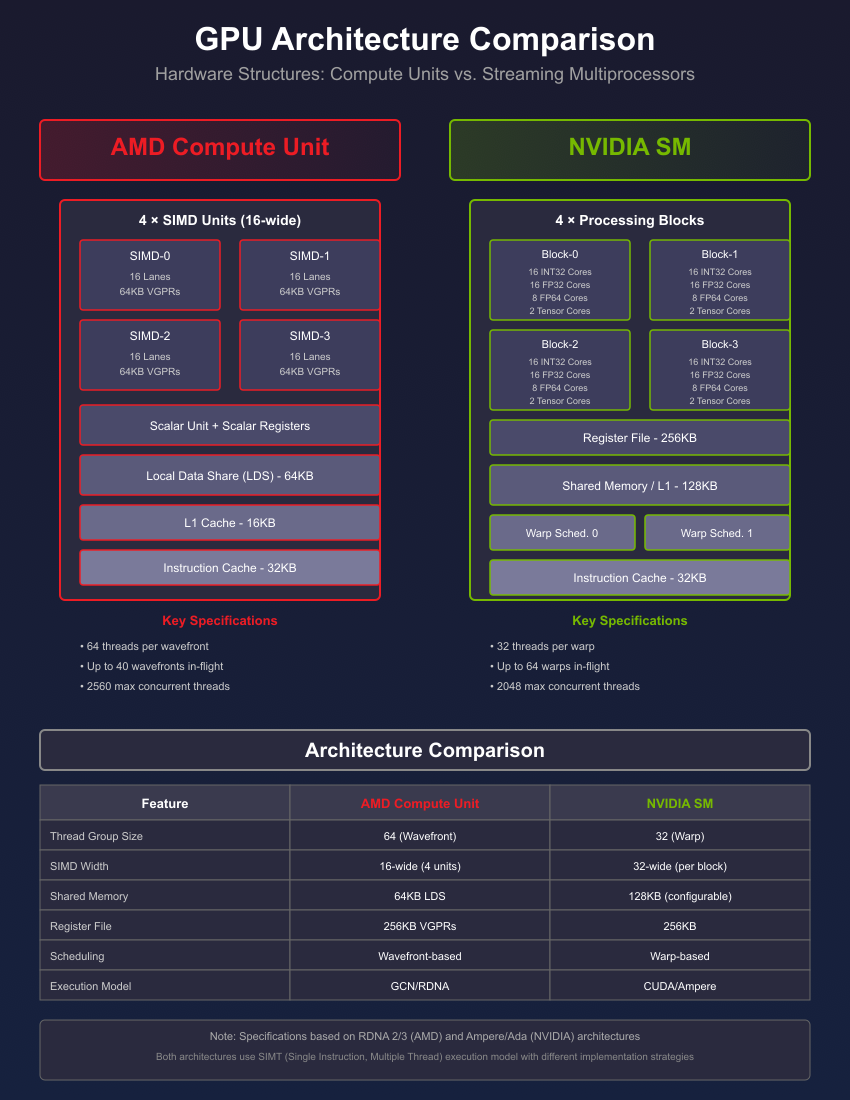 GPU Architecture Comparison
Hardware Structures: Compute Units vs. Streaming Multiprocessors
AMD Compute Unit
4 × SIMD Units (16-wide)
SIMD-0
16 Lanes
64KB VGPRs
SIMD-1
16 Lanes
64KB VGPRs
SIMD-2
16 Lanes
64KB VGPRs
SIMD-3
16 Lanes
64KB VGPRs
Scalar Unit + Scalar Registers
Local Data Share (LDS) - 64KB
L1 Cache - 16KB
Instruction Cache - 32KB
Key Specifications
• 64 threads per wavefront
• Up to 40 wavefronts in-flight
• 2560 max concurrent threads
NVIDIA SM
4 × Processing Blocks
Block-0
16 INT32 Cores
16 FP32 Cores
8 FP64 Cores
2 Tensor Cores
Block-1
16 INT32 Cores
16 FP32 Cores
8 FP64 Cores
2 Tensor Cores
Block-2
16 INT32 Cores
16 FP32 Cores
8 FP64 Cores
2 Tensor Cores
Block-3
16 INT32 Cores
16 FP32 Cores
8 FP64 Cores
2 Tensor Cores
Register File - 256KB
Shared Memory / L1 - 128KB
Warp Sched. 0
Warp Sched. 1
Instruction Cache - 32KB
Key Specifications
• 32 threads per warp
• Up to 64 warps in-flight
• 2048 max concurrent threads
Architecture Comparison
Feature AMD Compute Unit NVIDIA SM
Thread Group Size 64 (Wavefront) 32 (Warp)
SIMD Width 16-wide (4 units) 32-wide (per block)
Shared Memory 64KB LDS 128KB (configurable)
Register File 256KB VGPRs 256KB
Scheduling Wavefront-based Warp-based
Execution Model GCN/RDNA CUDA/Ampere
Note: Specifications based on RDNA 2/3 (AMD) and Ampere/Ada (NVIDIA) architectures
Both architectures use SIMT (Single Instruction, Multiple Thread) execution model with different implementation strategies